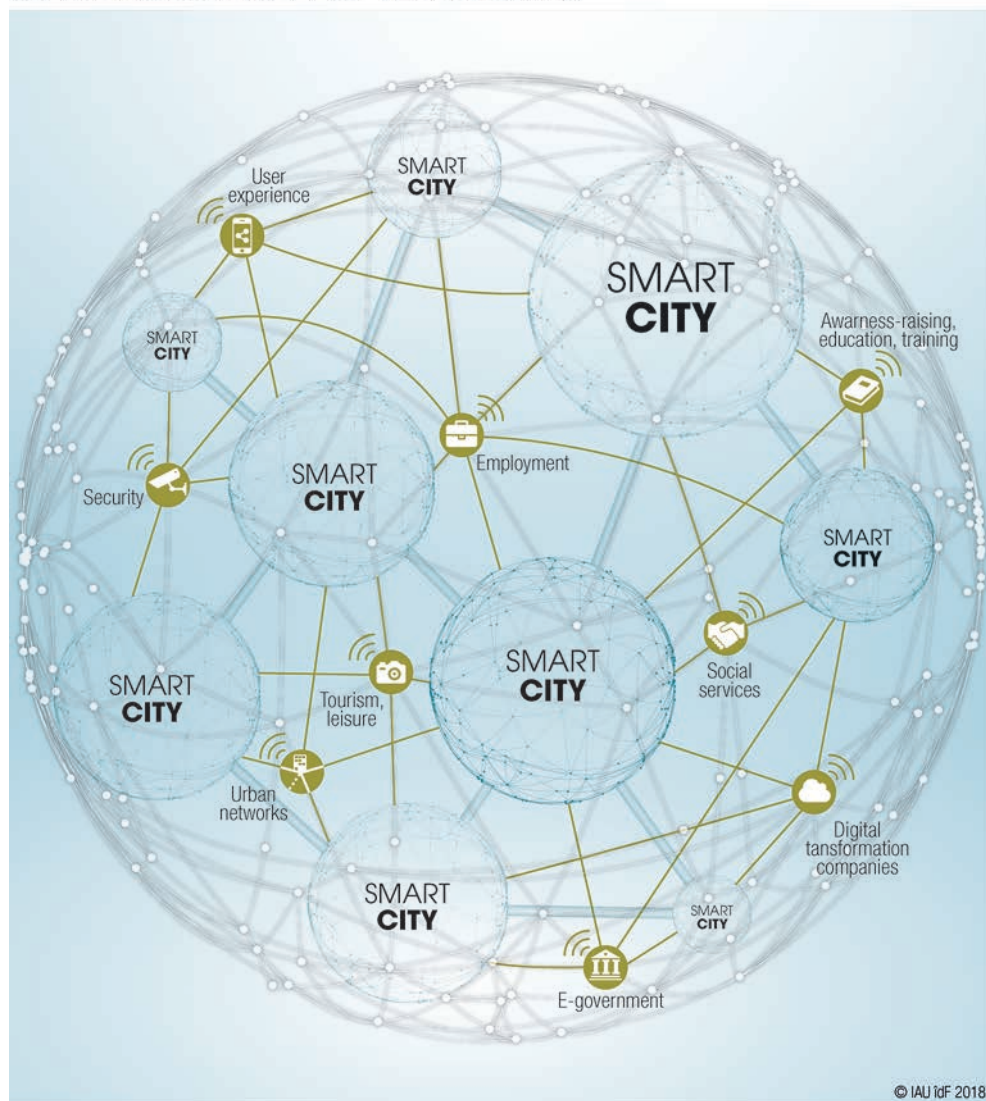 User
experience
SMART
CITY
SMART
CITY
Awarness-raising,
education, training
SMART
CITY
Employment
SMART
CITY
Security
SMART
CITY
SMART
CITY
SMART
CITY
Social
services
Tourism,
leisure
Urban
networks
Digital
tansformation
companies
SMART
CITY
SMART
CITY
E-government
© IAU îdF 2018